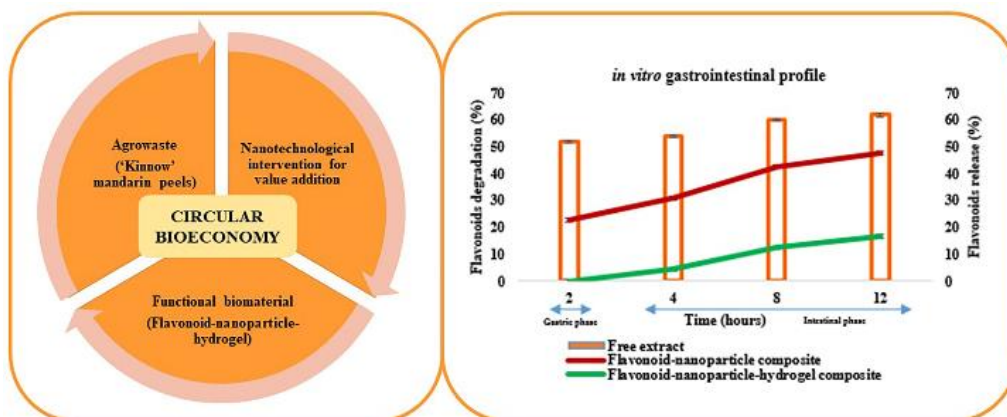 Agrowaste
('Kinnow'
mandarin peels)
Nanotechnological
intervention for
value addition
CIRCULAR
BIOECONOMY
Functional biomaterial
(Flavonoid-nanoparticle-
hydrogel)
in vitro gastrointestinal profile
Flavonoids degradation (%)
70
60
50
40
30
20
10
0
70
60
50
40
30
20
10
0
Flavonoids release (%)
2
4
8
12
Gastric phase
Time (hours)
Intestinal phase
Free extract
Flavonoid-nanoparticle composite
Flavonoid-nanoparticle-hydrogel composite